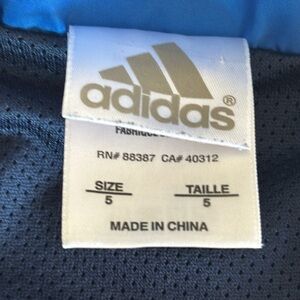 adidas®
RN# 88387 CA# 40312
SIZE TAILLE
5 5
MADE IN CHINA